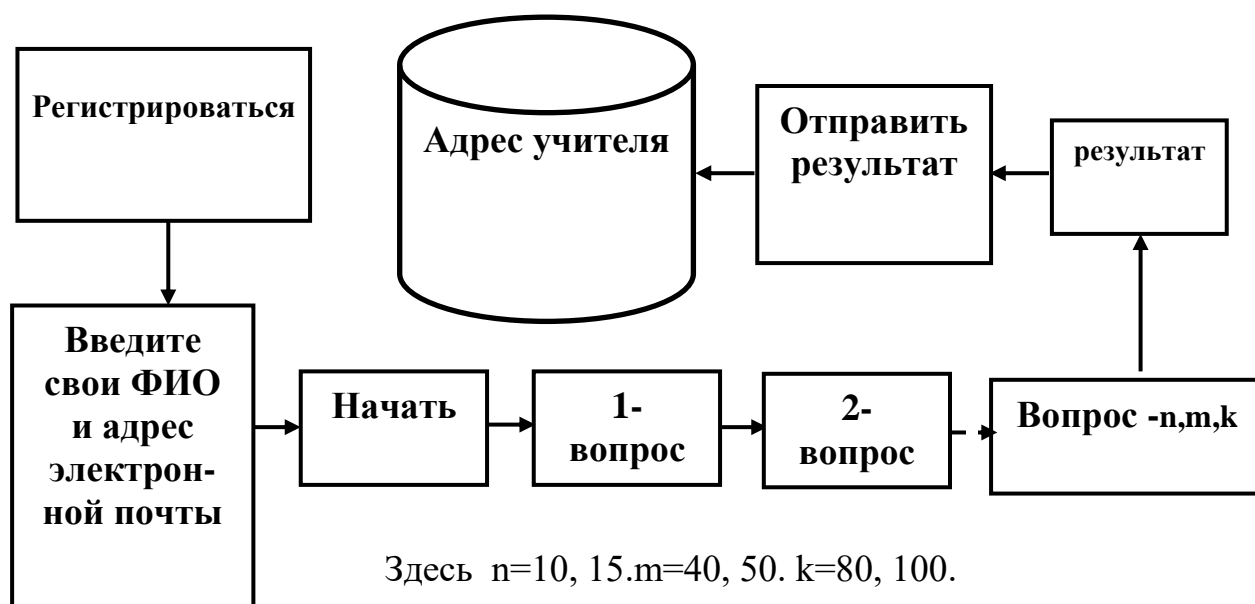 Регистрироваться
Введите
свои ФИО
и адрес
электрон-
ной почты
Начать
1-
вопрос
2-
вопрос
Вопрос -n,m,k
результат
Отправить
результат
Адрес учителя
Здесь  n=10, 15.m=40, 50. k=80, 100.